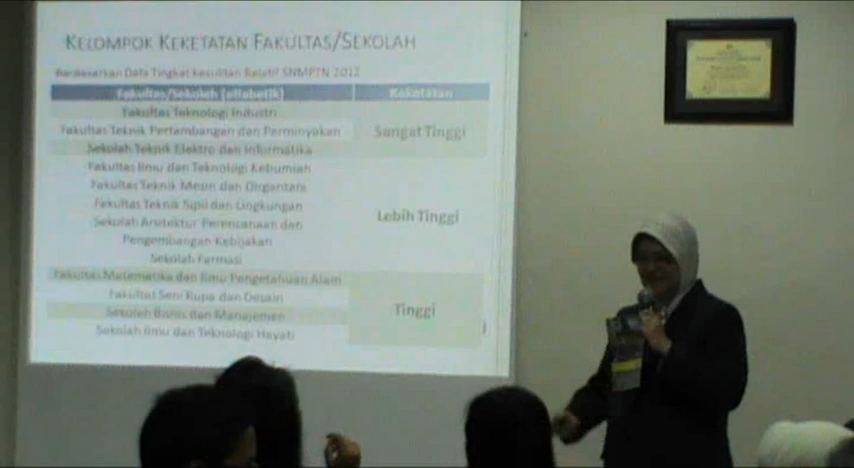 KELOMPOK KEKETATAN FAKULTAS/SEKOLAH
Berdasarkan Data Tingkat Kesulitan Relatif SNMPTN 2012
Fakultas/Sekolah (alfabetik) Keketatan
Fakultas Teknologi Industri
Fakultas Teknik Pertambangan dan Perminyakan Sangat Tinggi
Sekolah Teknik Elektro dan Informatika
Fakultas Ilmu dan Teknologi Kebumian
Fakultas Teknik Mesin dan Dirgantara
Fakultas Teknik Sipil dan Lingkungan
Sekolah Arsitektur Perencanaan dan Lebih Tinggi
Pengembangan Kebijakan
Sekolah Farmasi
Fakultas Matematika dan Ilmu Pengetahuan Alam
Fakultas Seni Rupa dan Desain
Sekolah Bisnis dan Manajemen Tinggi
Sekolah Ilmu dan Teknologi Hayati